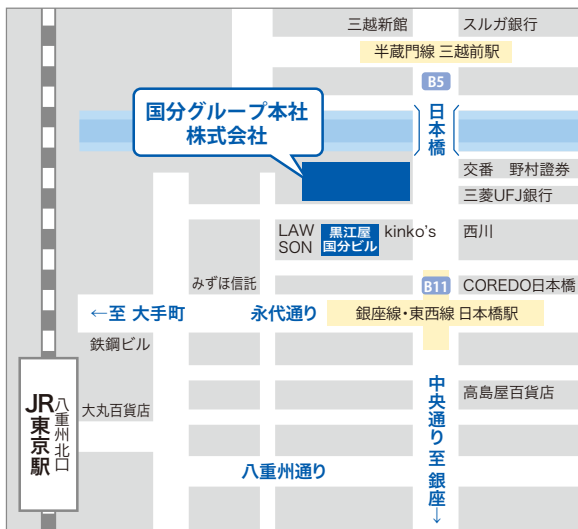 三越新館
スルガ銀行
半蔵門線 三越前駅
B5
国分グループ本社
株式会社
日本橋
交番 野村證券
三菱UFJ銀行
LAW
SON
黒江屋
国分ビル
kinko's
西川
みずほ信託
B11
COREDO日本橋
←至 大手町
永代通り
銀座線・東西線 日本橋駅
鉄鋼ビル
大丸百貨店
JR東京駅
八重州北口
中央通り 至 銀座→
高島屋百貨店
八重州通り